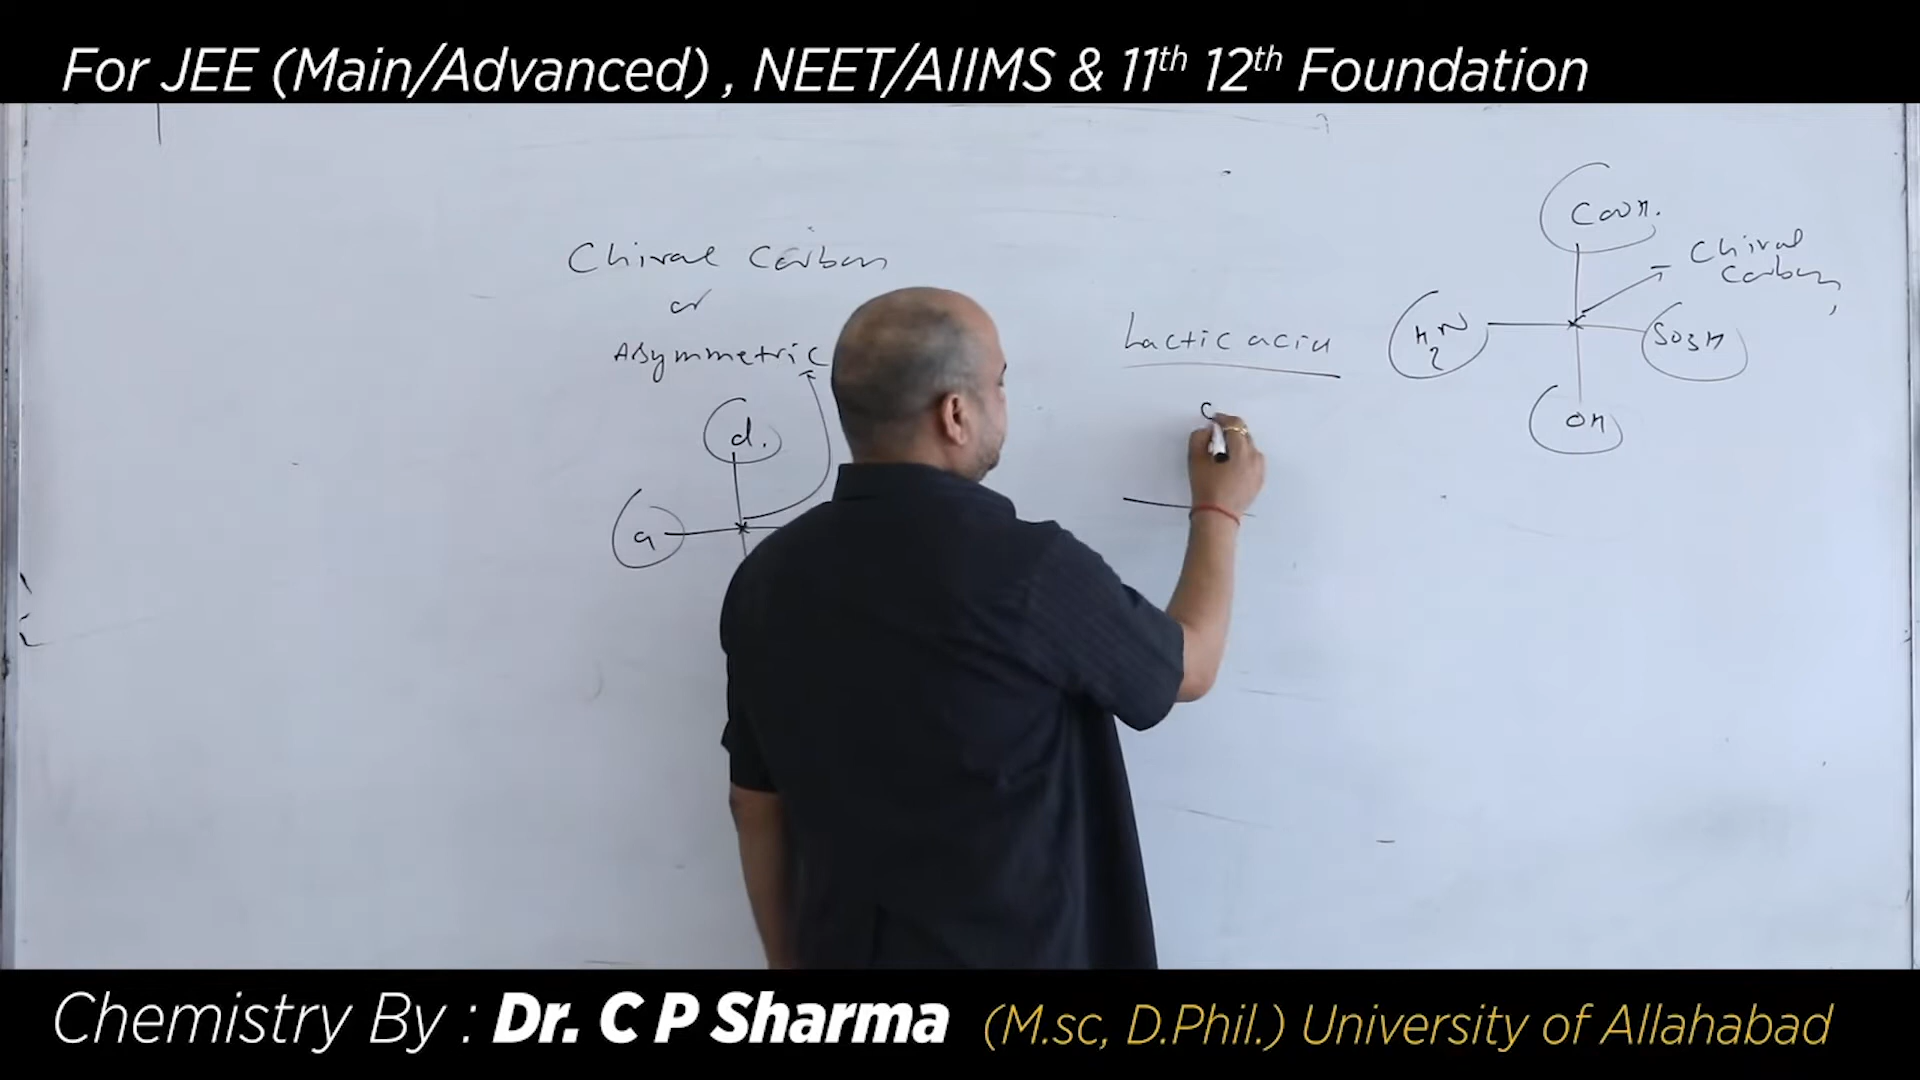 For JEE (Main/Advanced) , NEET/AIIMS & 11th 12th Foundation
Chiral Carbon
or
Asymmetric
d.
a
Lactic acid
C
COOH.
Chiral
Carbon,
H2N
SO3H
OH
Chemistry By : Dr. C P Sharma (M.sc, D.Phil.) University of Allahabad